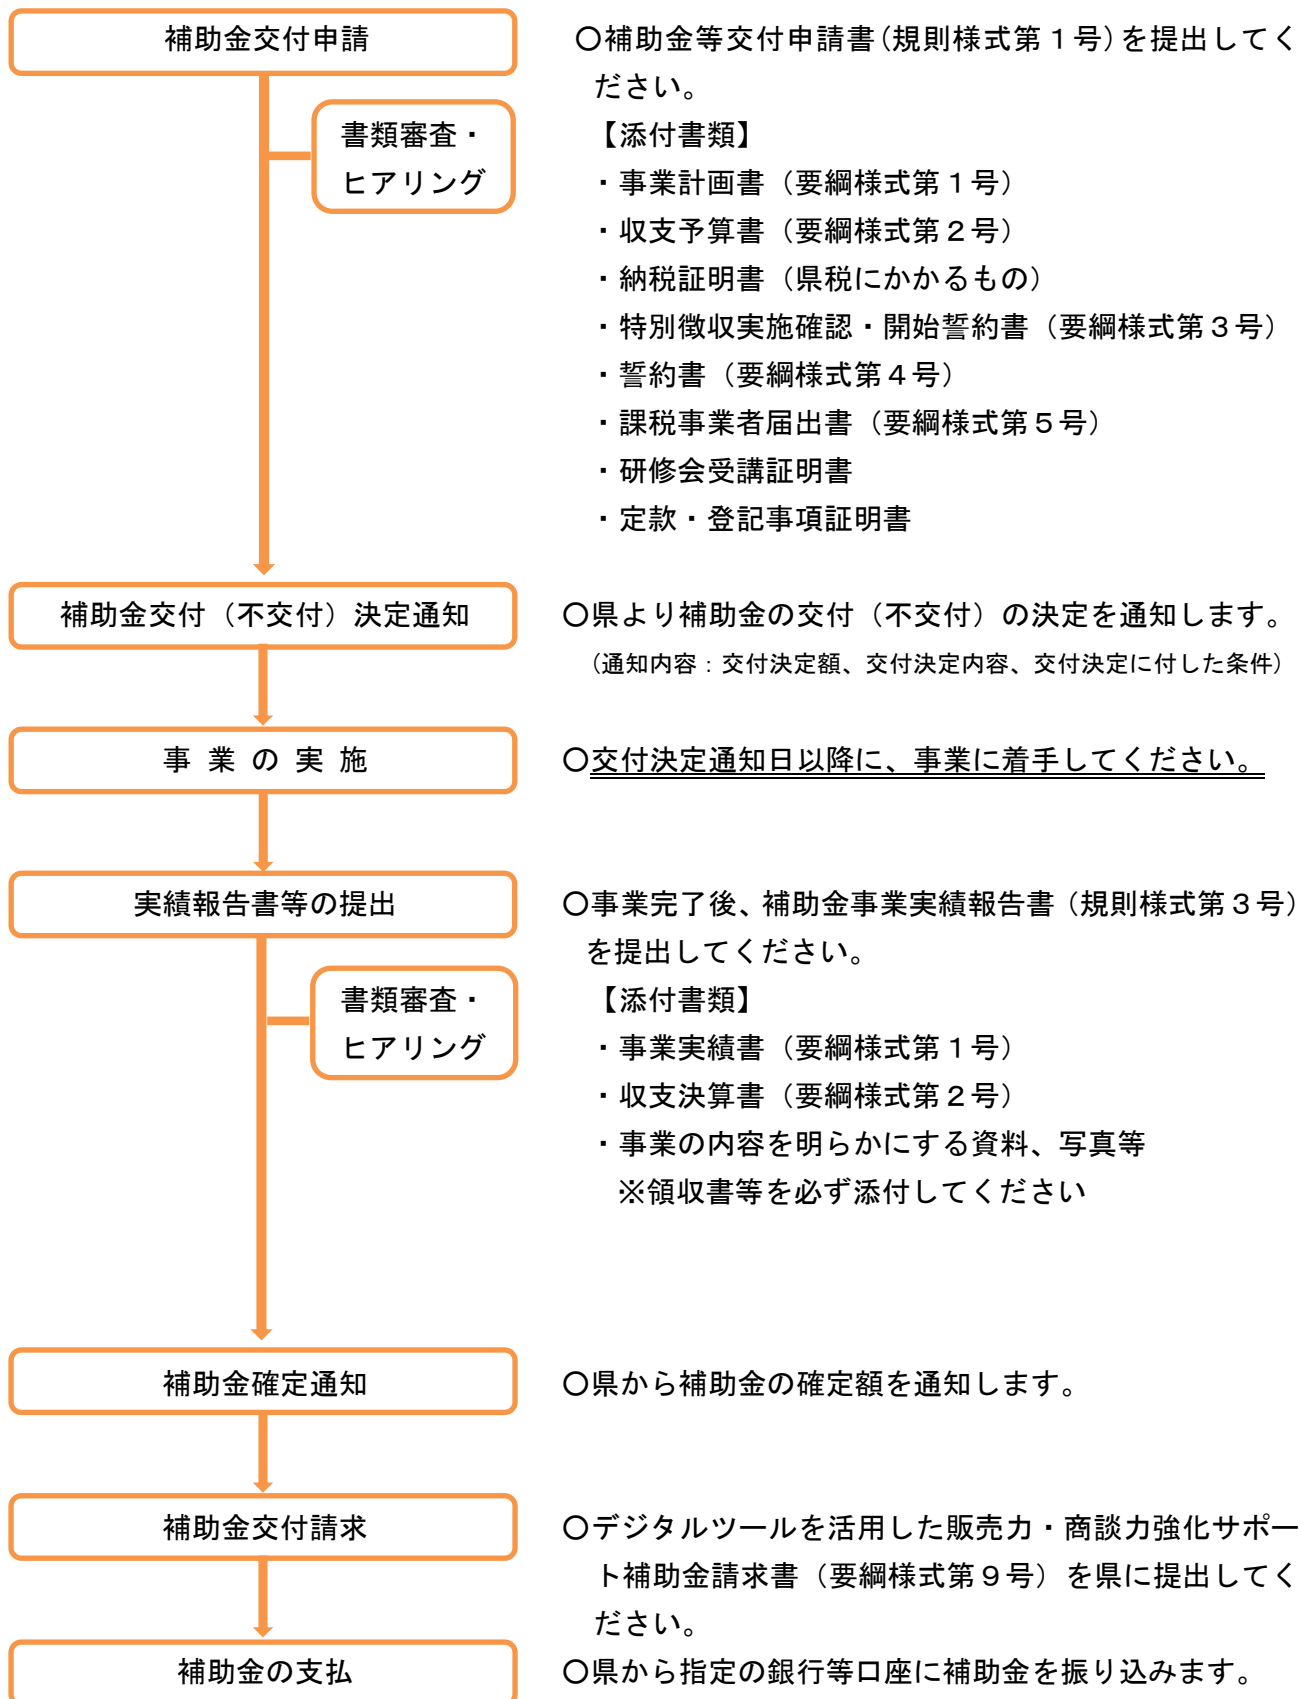 補助金交付申請
〇補助金等交付申請書(規則様式第１号)を提出してく
ださい。
書類審査・
ヒアリング
【添付書類】
・事業計画書（要綱様式第１号）
・収支予算書（要綱様式第２号）
・納税証明書（県税にかかるもの）
・特別徴収実施確認・開始誓約書（要綱様式第３号）
・誓約書（要綱様式第４号）
・課税事業者届出書（要綱様式第５号）
・研修会受講証明書
・定款・登記事項証明書
補助金交付（不交付）決定通知
〇県より補助金の交付（不交付）の決定を通知します。
（通知内容：交付決定額、交付決定内容、交付決定に付した条件）
事 業 の 実 施
〇交付決定通知日以降に、事業に着手してください。
実績報告書等の提出
〇事業完了後、補助金事業実績報告書（規則様式第３号）
を提出してください。
書類審査・
ヒアリング
【添付書類】
・事業実績書（要綱様式第１号）
・収支決算書（要綱様式第２号）
・事業の内容を明らかにする資料、写真等
※領収書等を必ず添付してください
補助金確定通知
〇県から補助金の確定額を通知します。
補助金交付請求
〇デジタルツールを活用した販売力・商談力強化サポー
ト補助金請求書（要綱様式第９号）を県に提出してく
ださい。
補助金の支払
〇県から指定の銀行等口座に補助金を振り込みます。